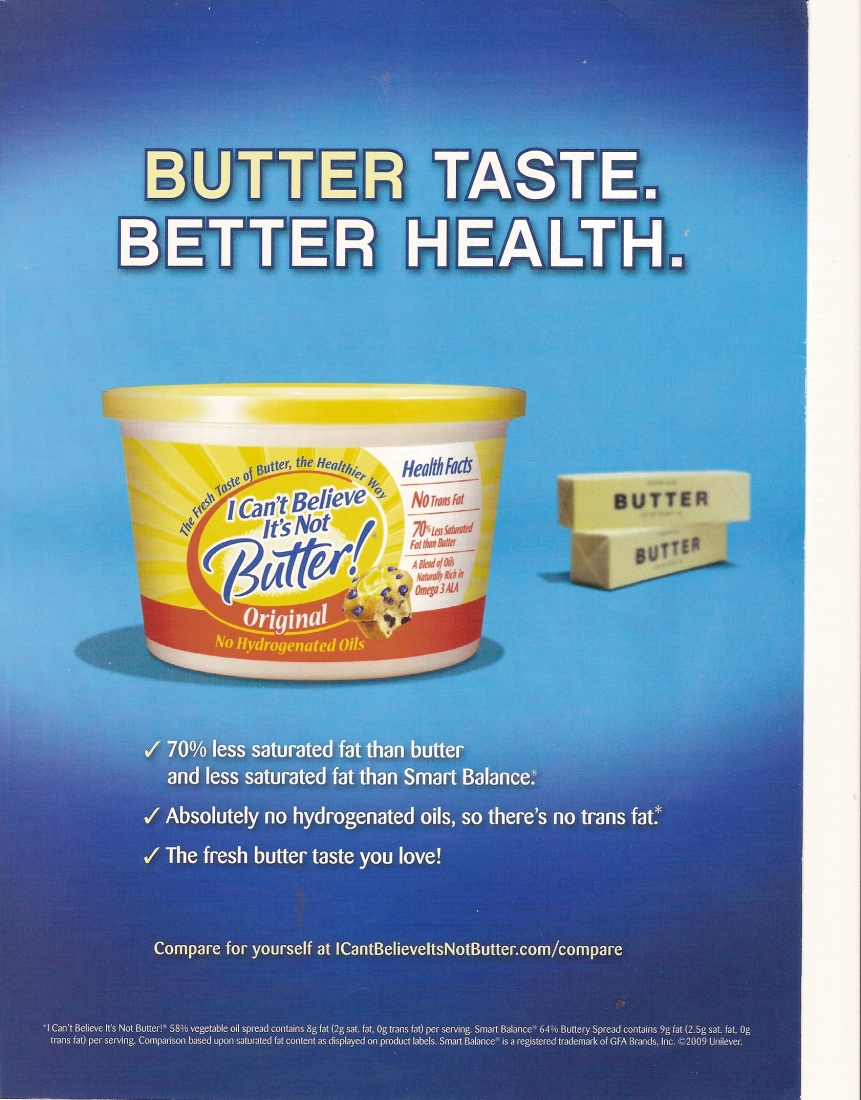 BUTTER TASTE.
BETTER HEALTH.
The Fresh Taste of Butter, the Healthier Way
I Can't Believe
It's Not
Butter!®
Original
No Hydrogenated Oils
Health Facts
No Trans Fat
70% Less Saturated
Fat than Butter
A Blend of Oils
Naturally Rich in
Omega 3 ALA
BUTTER
BUTTER
✓ 70% less saturated fat than butter
and less saturated fat than Smart Balance.®
✓ Absolutely no hydrogenated oils, so there's no trans fat.*
✓ The fresh butter taste you love!
Compare for yourself at ICantBelieveItsNotButter.com/compare
*I Can't Believe It's Not Butter!® 58% vegetable oil spread contains 8g fat (2g sat. fat, 0g trans fat) per serving. Smart Balance® 64% Buttery Spread contains 9g fat (2.5g sat. fat, 0g
trans fat) per serving. Comparison based upon saturated fat content as displayed on product labels. Smart Balance® is a registered trademark of GFA Brands, Inc. ©2009 Unilever.